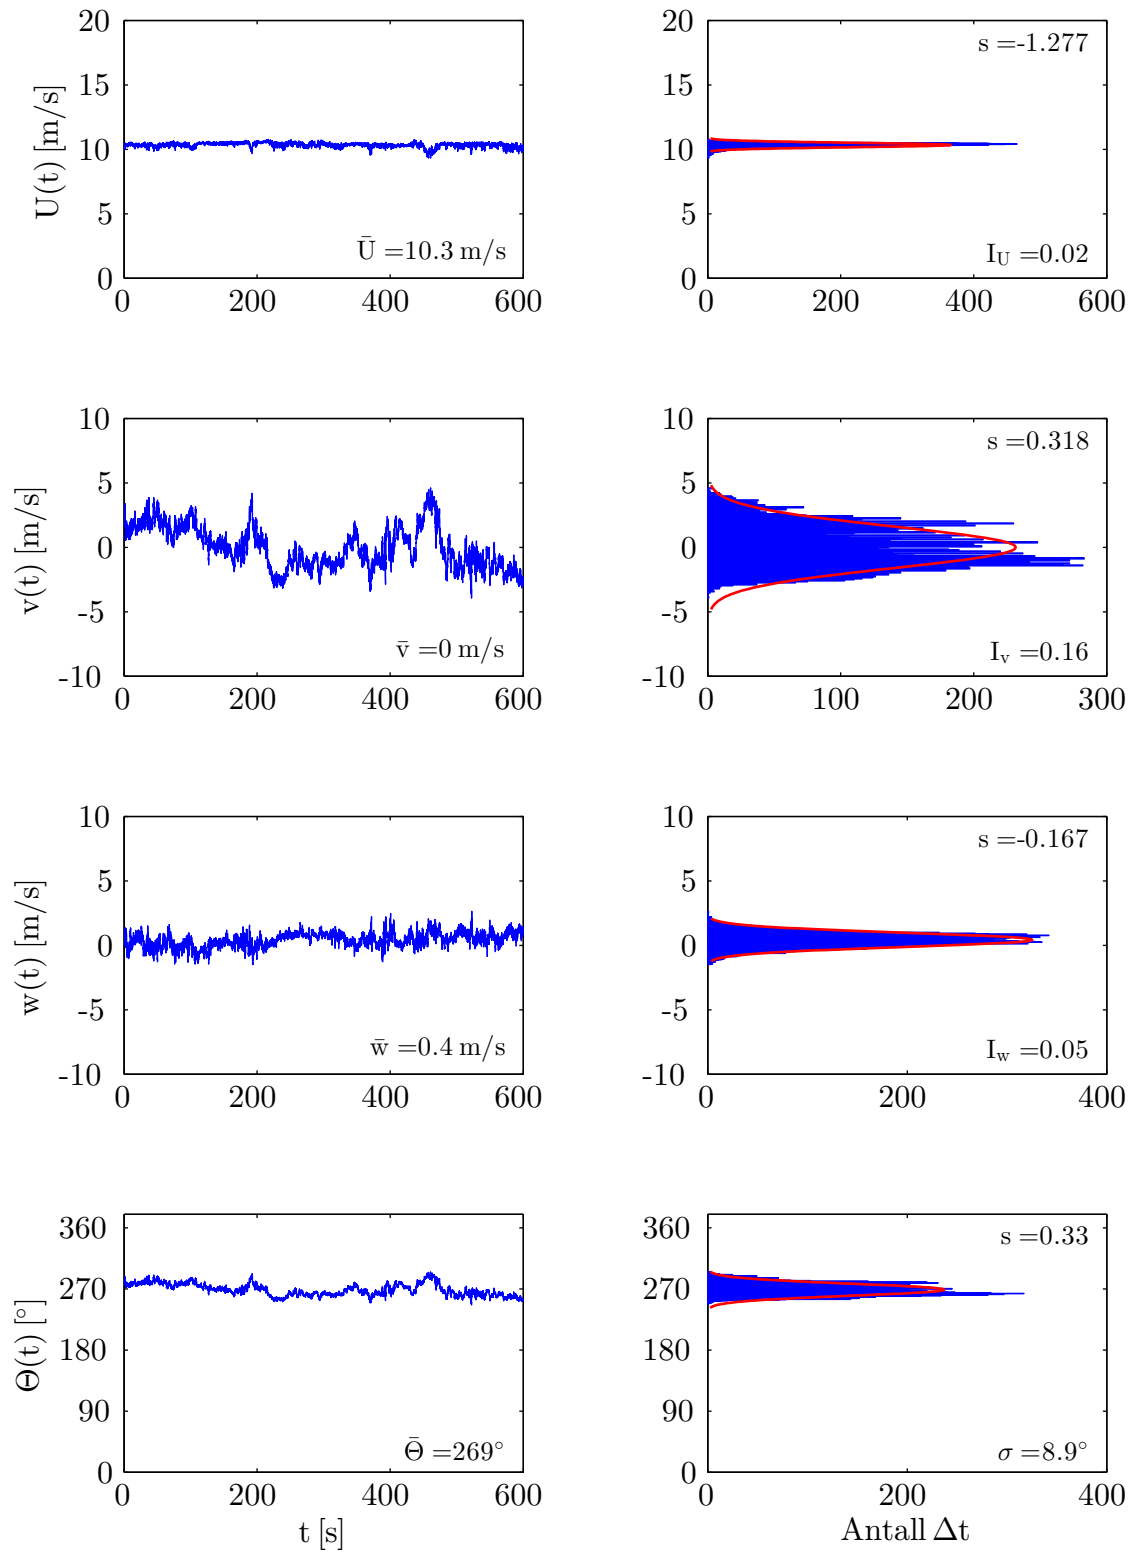 20
15
10
5
0
U(t) [m/s]
Ū =10.3 m/s
0 200 400 600
20
15
10
5
0
s =-1.277
I_U =0.02
0 200 400 600
10
5
0
-5
-10
v(t) [m/s]
v̄ =0 m/s
0 200 400 600
10
5
0
-5
-10
s =0.318
I_v =0.16
0 100 200 300
10
5
0
-5
-10
w(t) [m/s]
w̄ =0.4 m/s
0 200 400 600
10
5
0
-5
-10
s =-0.167
I_w =0.05
0 200 400
360
270
180
90
0
Θ(t) [°]
Θ̄ =269°
0 200 400 600
t [s]
360
270
180
90
0
s =0.33
σ =8.9°
0 200 400
Antall Δt